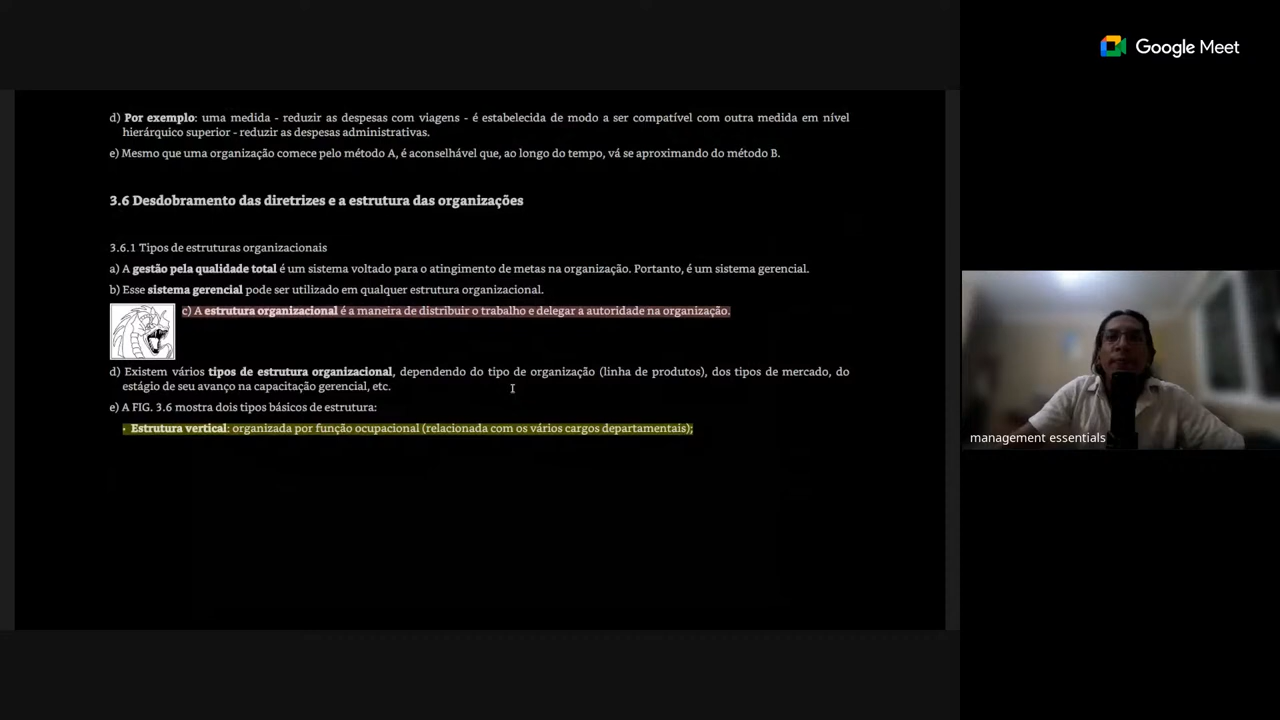 Google Meet
d) Por exemplo: uma medida - reduzir as despesas com viagens - é estabelecida de modo a ser compatível com outra medida em nível
hierárquico superior - reduzir as despesas administrativas.
e) Mesmo que uma organização comece pelo método A, é aconselhável que, ao longo do tempo, vá se aproximando do método B.
3.6 Desdobramento das diretrizes e a estrutura das organizações
3.6.1 Tipos de estruturas organizacionais
a) A gestão pela qualidade total é um sistema voltado para o atingimento de metas na organização. Portanto, é um sistema gerencial.
b) Esse sistema gerencial pode ser utilizado em qualquer estrutura organizacional.
c) A estrutura organizacional é a maneira de distribuir o trabalho e delegar a autoridade na organização.
d) Existem vários tipos de estrutura organizacional, dependendo do tipo de organização (linha de produtos), dos tipos de mercado, do
estágio de seu avanço na capacitação gerencial, etc.
e) A FIG. 3.6 mostra dois tipos básicos de estrutura:
· Estrutura vertical: organizada por função ocupacional (relacionada com os vários cargos departamentais);
management essentials